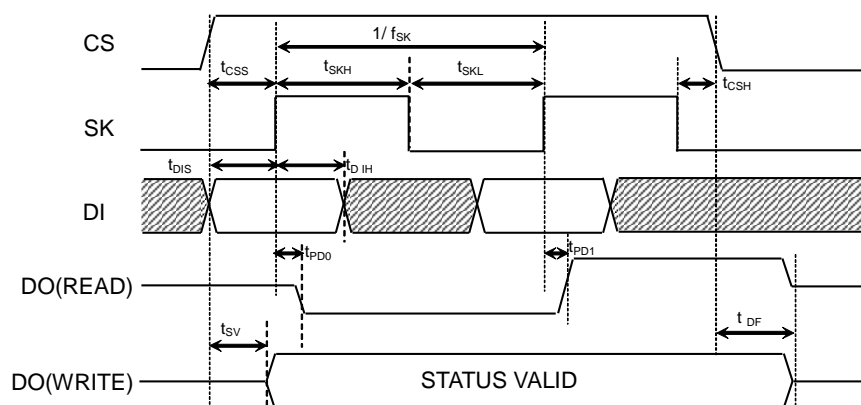 CS
1/ fSK
tCSS
tSKH
tSKL
tCSH
SK
tDIS
tD IH
DI
tPD0
tPD1
DO(READ)
tSV
t DF
DO(WRITE)
STATUS VALID